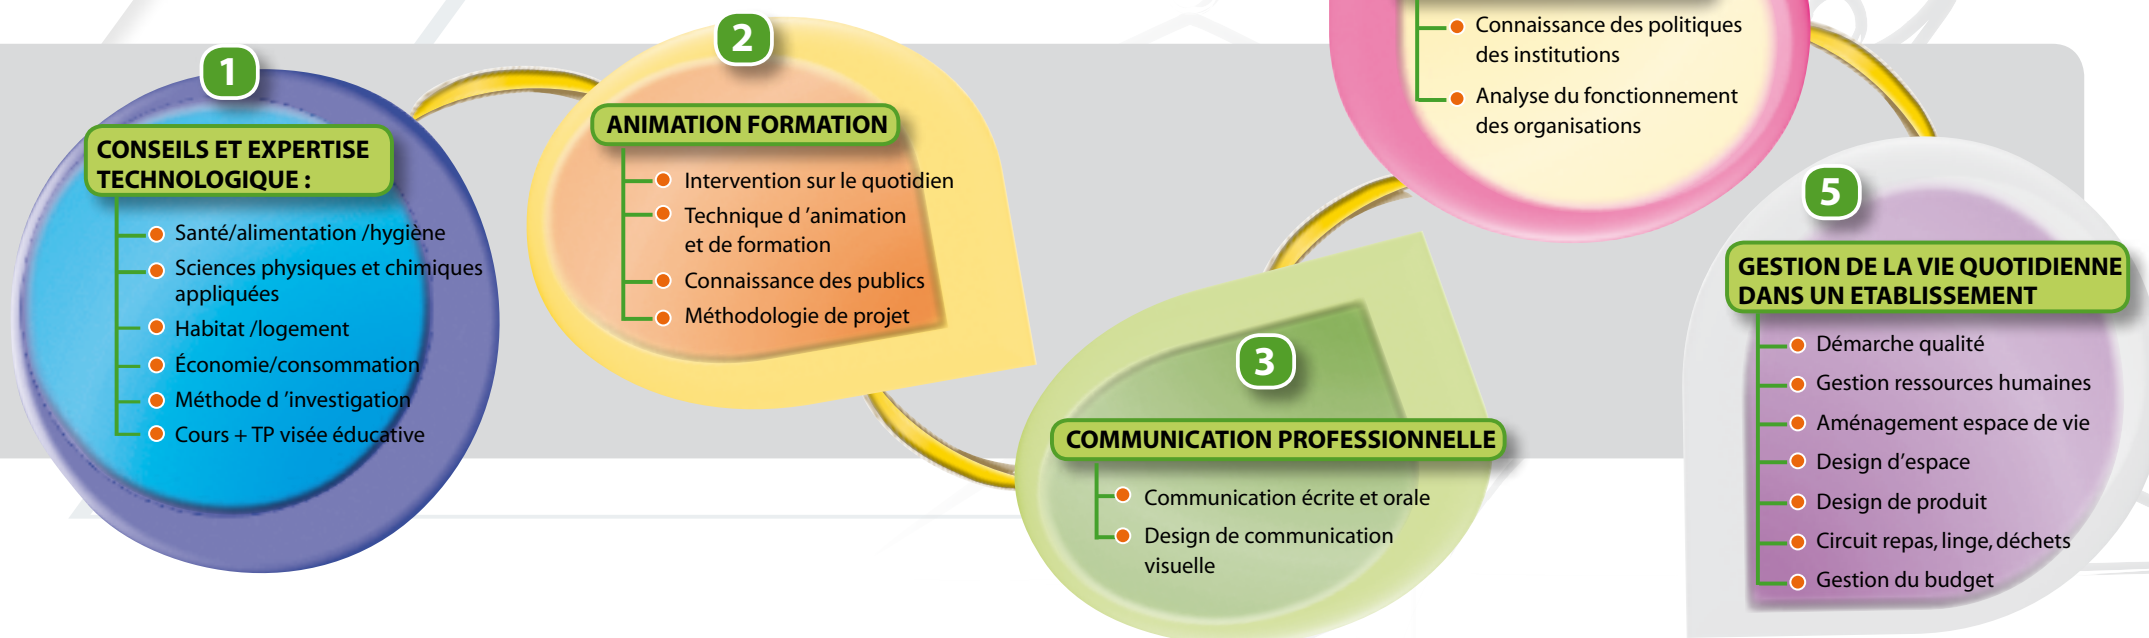 1
CONSEILS ET EXPERTISE
TECHNOLOGIQUE :
Santé/alimentation /hygiène
Sciences physiques et chimiques
appliquées
Habitat /logement
Économie/consommation
Méthode d ’investigation
Cours + TP visée éducative
2
ANIMATION FORMATION
Intervention sur le quotidien
Technique d ’animation
et de formation
Connaissance des publics
Méthodologie de projet
3
COMMUNICATION PROFESSIONNELLE
Communication écrite et orale
Design de communication
visuelle
Connaissance des politiques
des institutions
Analyse du fonctionnement
des organisations
5
GESTION DE LA VIE QUOTIDIENNE
DANS UN ETABLISSEMENT
Démarche qualité
Gestion ressources humaines
Aménagement espace de vie
Design d’espace
Design de produit
Circuit repas, linge, déchets
Gestion du budget